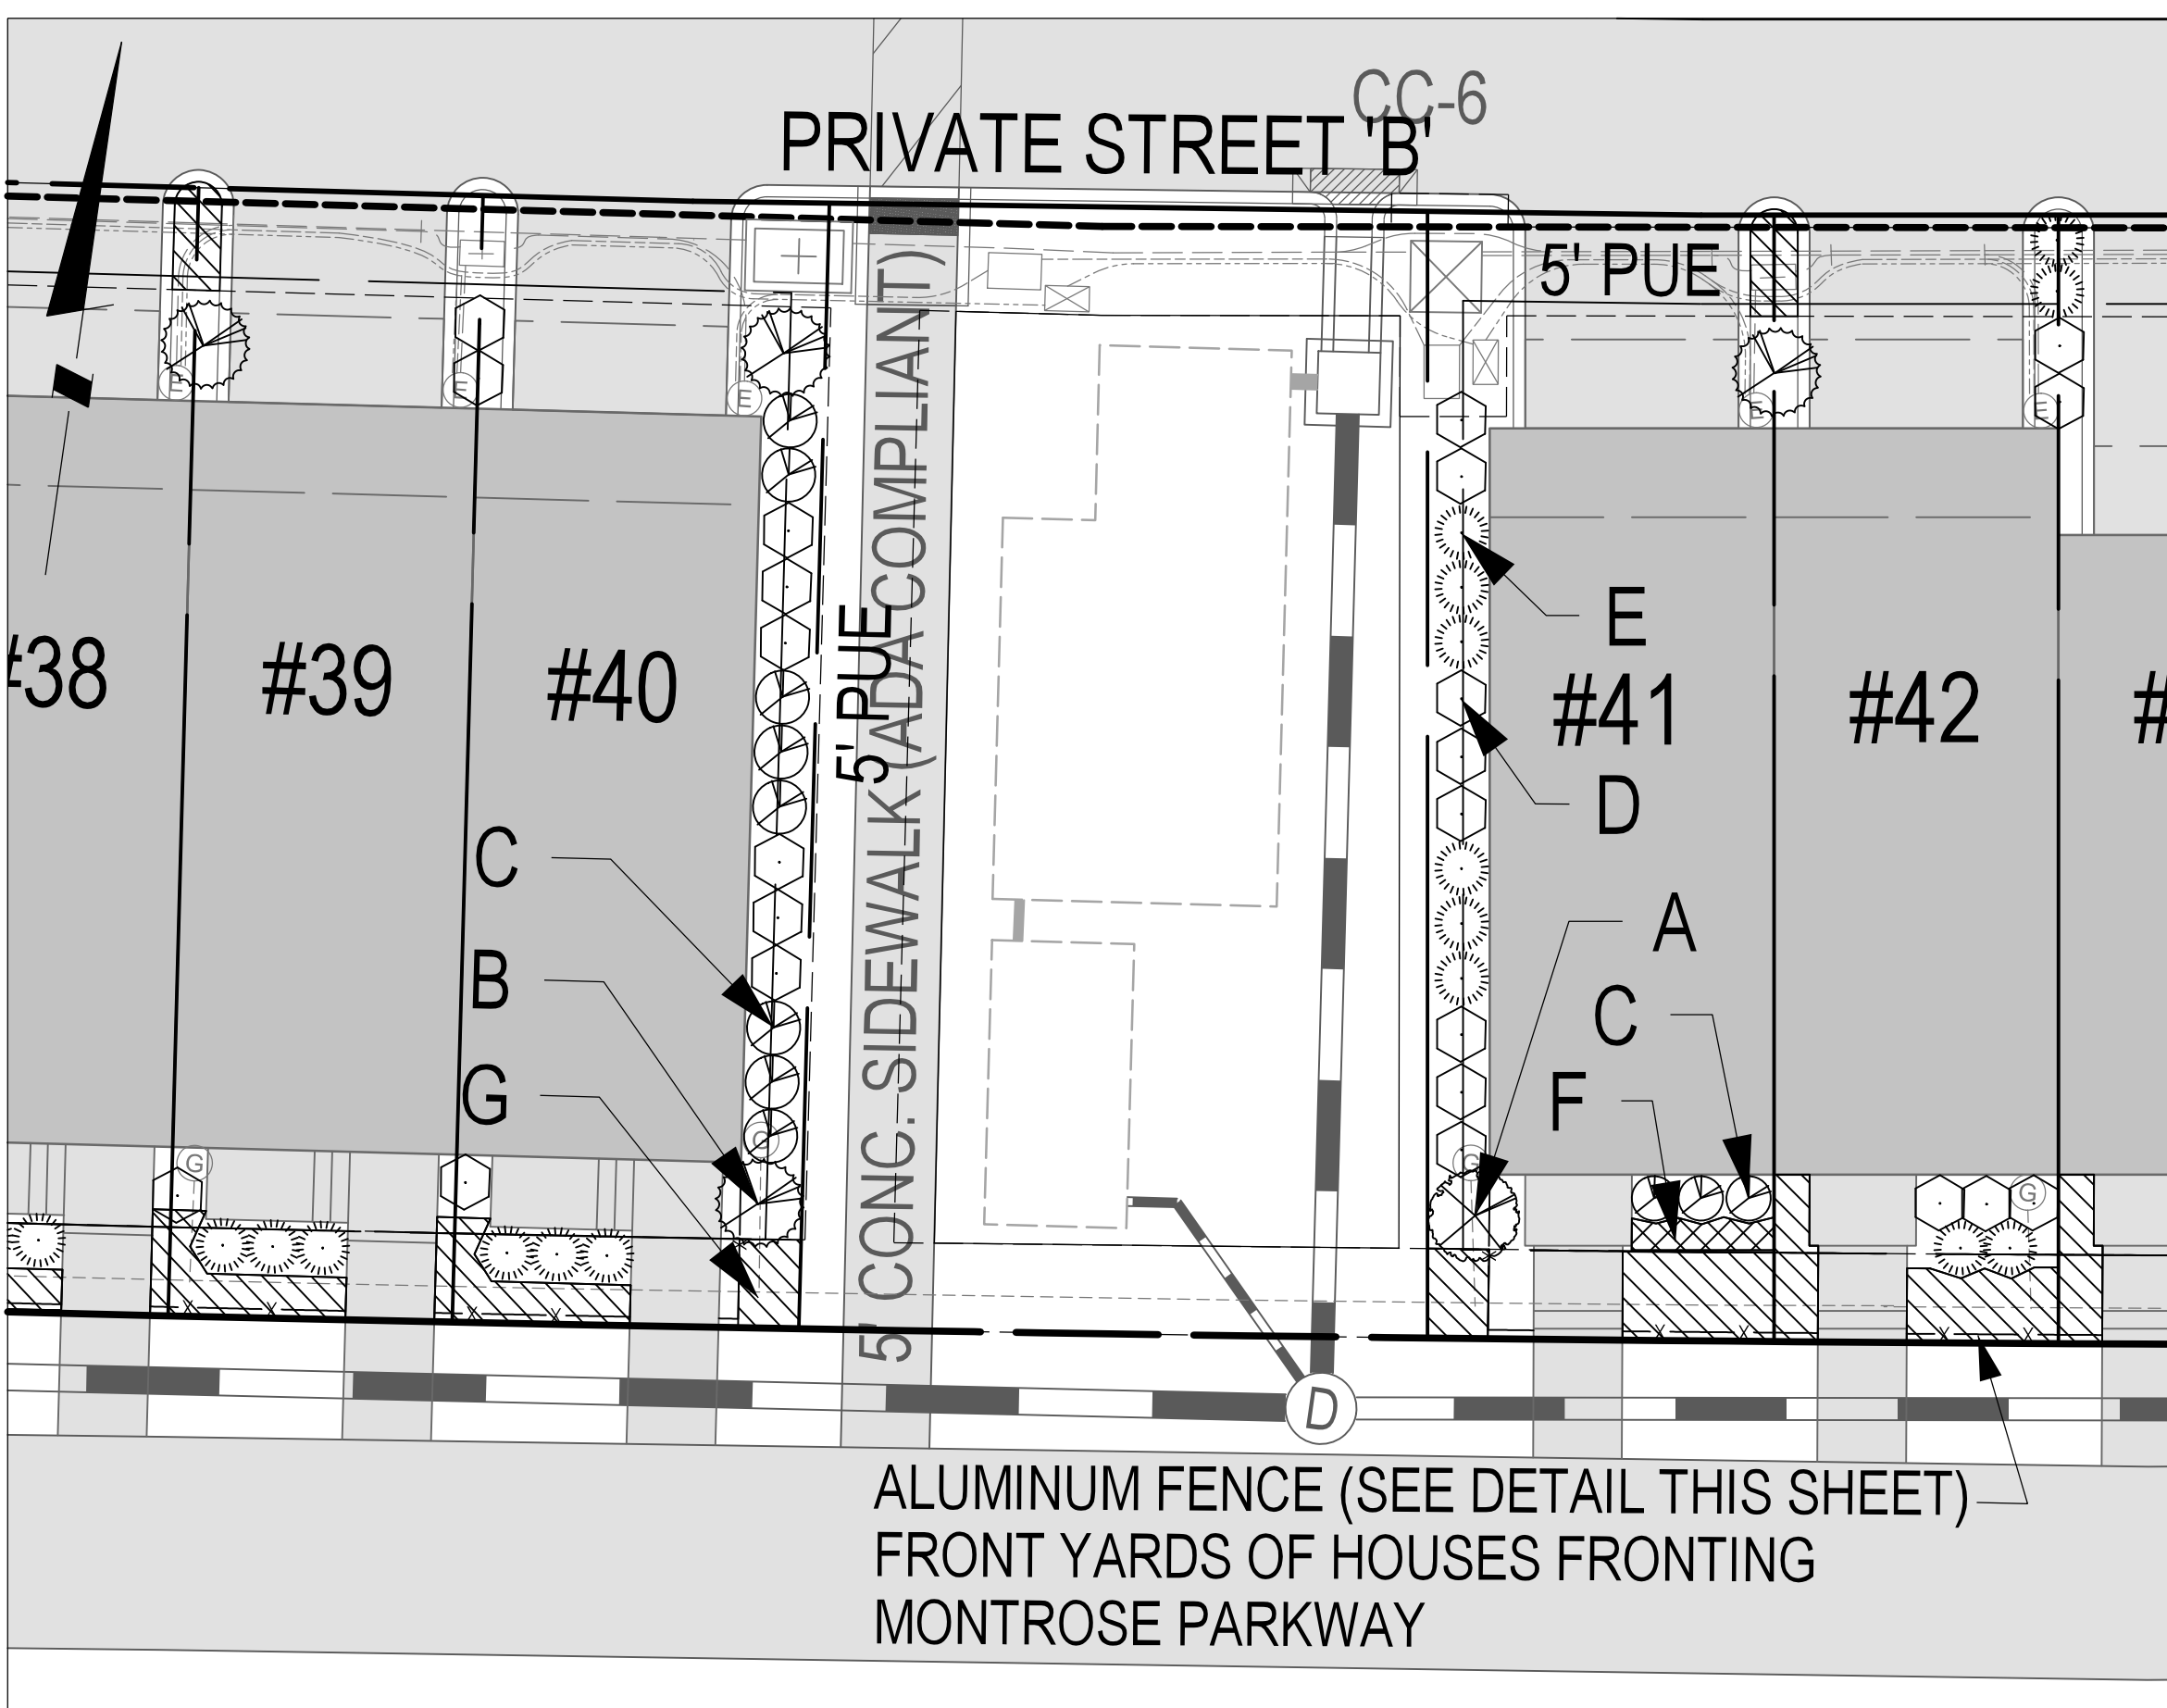 CC-6
PRIVATE STREET 'B'
5' PUE
E
E
E
E
E
5' CONC. SIDEWALK (ADA COMPLIANT)
5' PUE
E
#38
#39
#40
#41
#42
#
D
C
A
B
C
G
F
G
G
G
G
D
ALUMINUM FENCE (SEE DETAIL THIS SHEET)
FRONT YARDS OF HOUSES FRONTING
MONTROSE PARKWAY